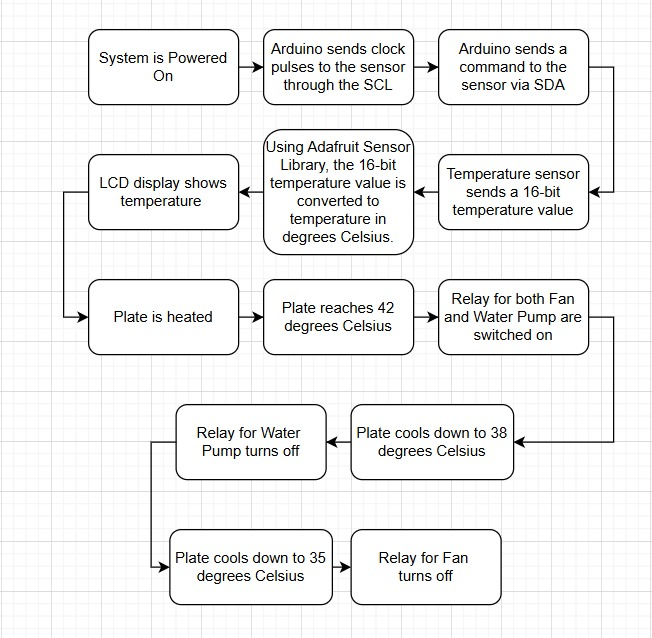 System is Powered
On
Arduino sends clock
pulses to the sensor
through the SCL
Arduino sends a
command to the
sensor via SDA
LCD display shows
temperature
Using Adafruit Sensor
Library, the 16-bit
temperature value is
converted to
temperature in
degrees Celsius.
Temperature sensor
sends a 16-bit
temperature value
Plate is heated
Plate reaches 42
degrees Celsius
Relay for both Fan
and Water Pump are
switched on
Relay for Water
Pump turns off
Plate cools down to 38
degrees Celsius
Plate cools down to 35
degrees Celsius
Relay for Fan
turns off